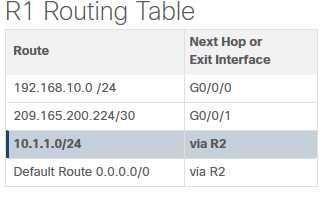 R1 Routing Table
Route
Next Hop or
Exit Interface
192.168.10.0 /24 G0/0/0
209.165.200.224/30 G0/0/1
10.1.1.0/24 via R2
Default Route 0.0.0.0/0 via R2